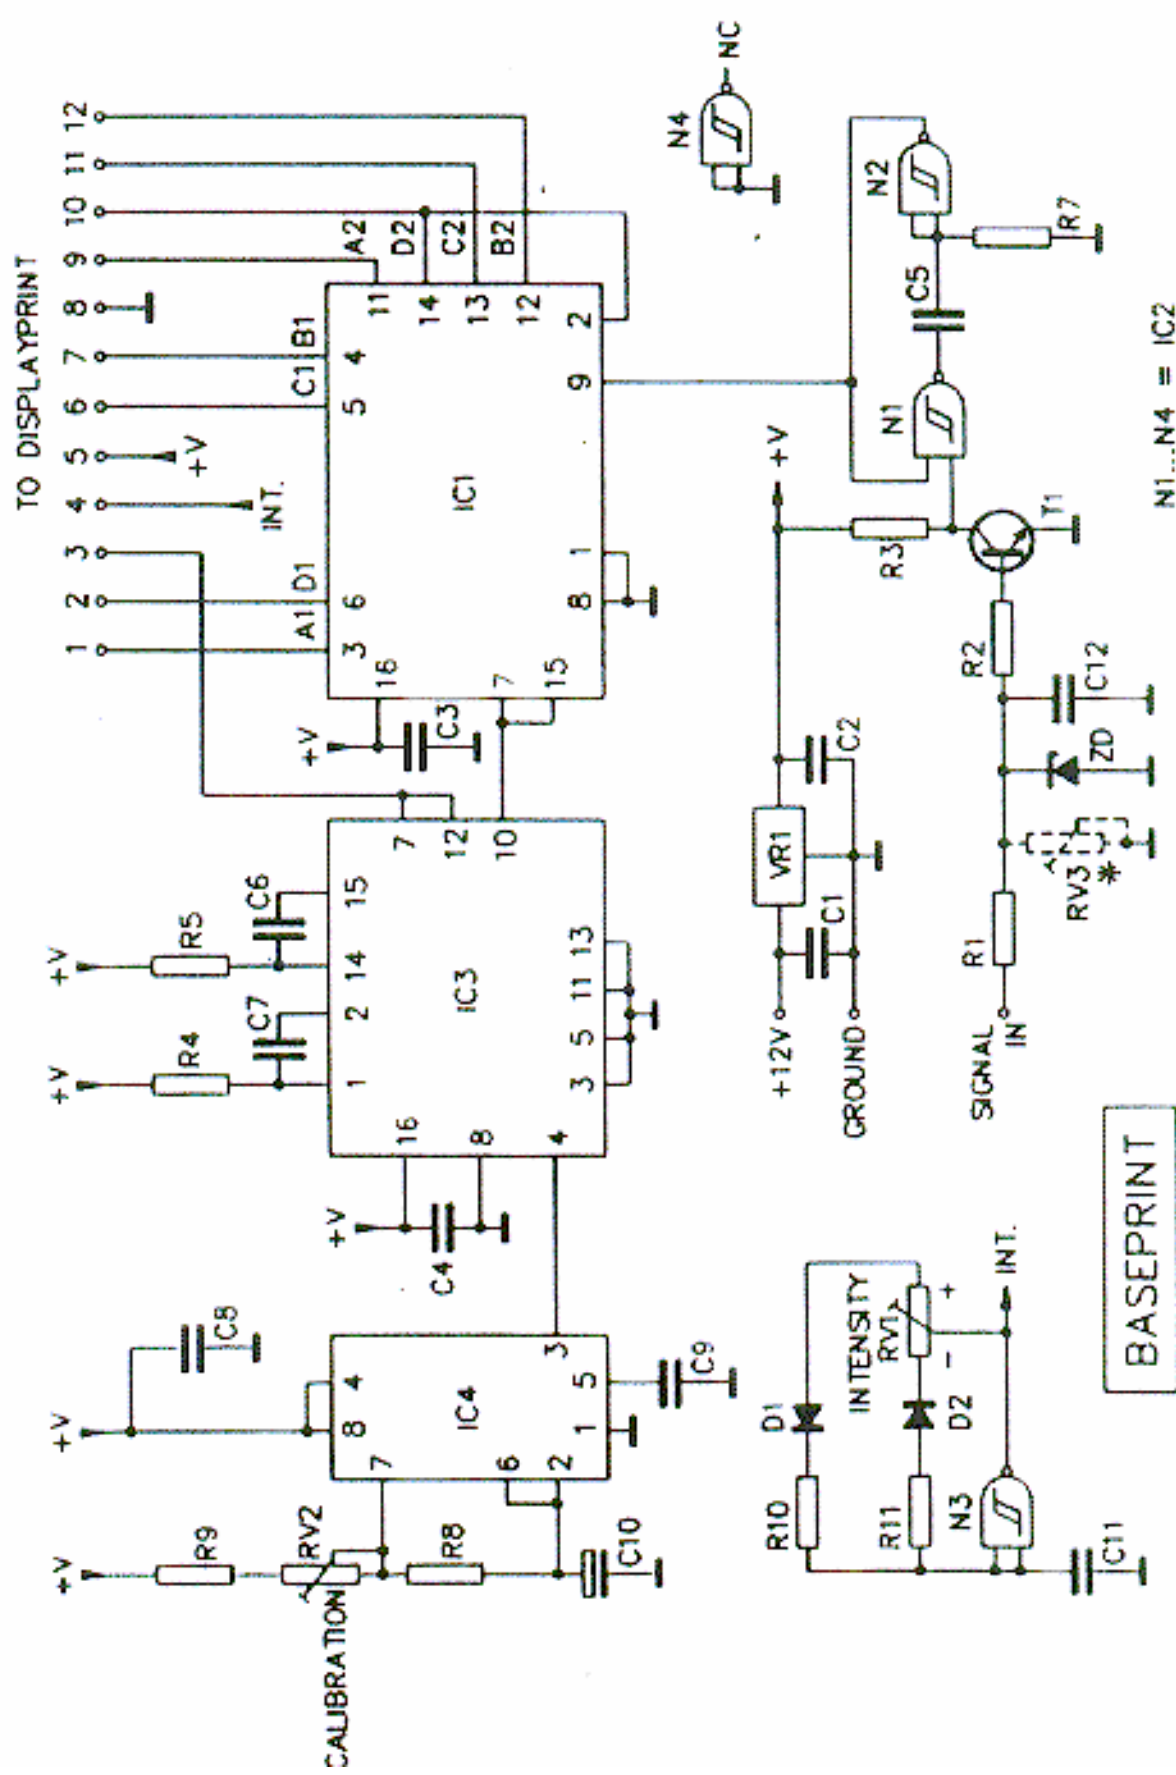 TO DISPLAYPRINT
1 2 3 4 5 6 7 8 9 10 11 12
INT.
+V
A1 D1
C1 B1
A2
D2
C2
B2
3 6 5 4
11
14
13
12
16
7
15
IC1
8 1 9 2
+V
C3
N4
NC
+V
R4
+V
R5
C7
C6
1 2 14 15
16
8
4
IC3
7
12
10
3 5 11 13
+V
C4
+V
C8
+V
R9
RV2
CALIBRATION
R8
C10
8 4
7
6
2
IC4
3
1 5
C9
+12V
GROUND
C1
VR1
C2
+V
R3
N1
C5
N2
R7
SIGNAL
IN
R1
RV3
*
ZD
C12
R2
T1
N1...N4 = IC2
R10
D1
INTENSITY
RV1
- +
R11
D2
N3
C11
INT.
BASEPRINT